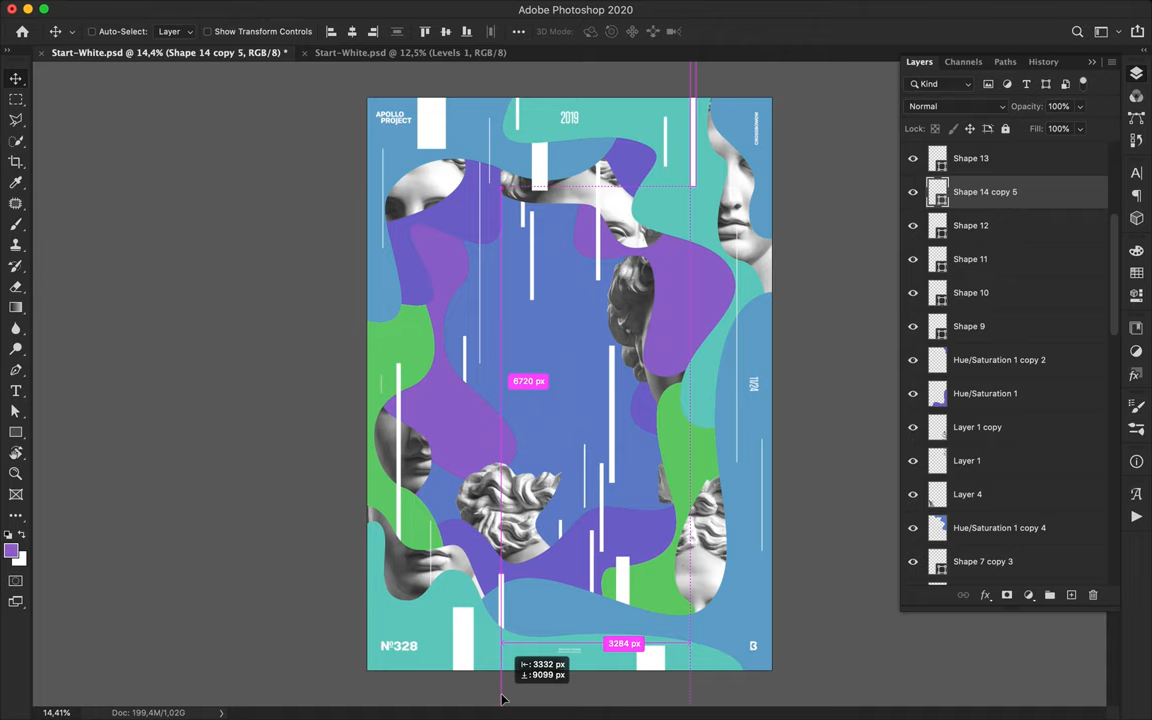 Adobe Photoshop 2020
Auto-Select: Layer Show Transform Controls 3D Mode:
Start-White.psd @ 14,4% (Shape 14 copy 5, RGB/8) * Start-White.psd @ 12,5% (Levels 1, RGB/8)
Layers Channels Paths History
Kind
Normal Opacity: 100%
Lock: Fill: 100%
Shape 13
Shape 14 copy 5
Shape 12
Shape 11
Shape 10
Shape 9
Hue/Saturation 1 copy 2
Hue/Saturation 1
Layer 1 copy
Layer 1
Layer 4
Hue/Saturation 1 copy 4
Shape 7 copy 3
APOLLO
PROJECT
2019
6720 px
11/24
3284 px
Nº328
3332 px
9099 px
14,41% Doc: 199,4M/1,02G